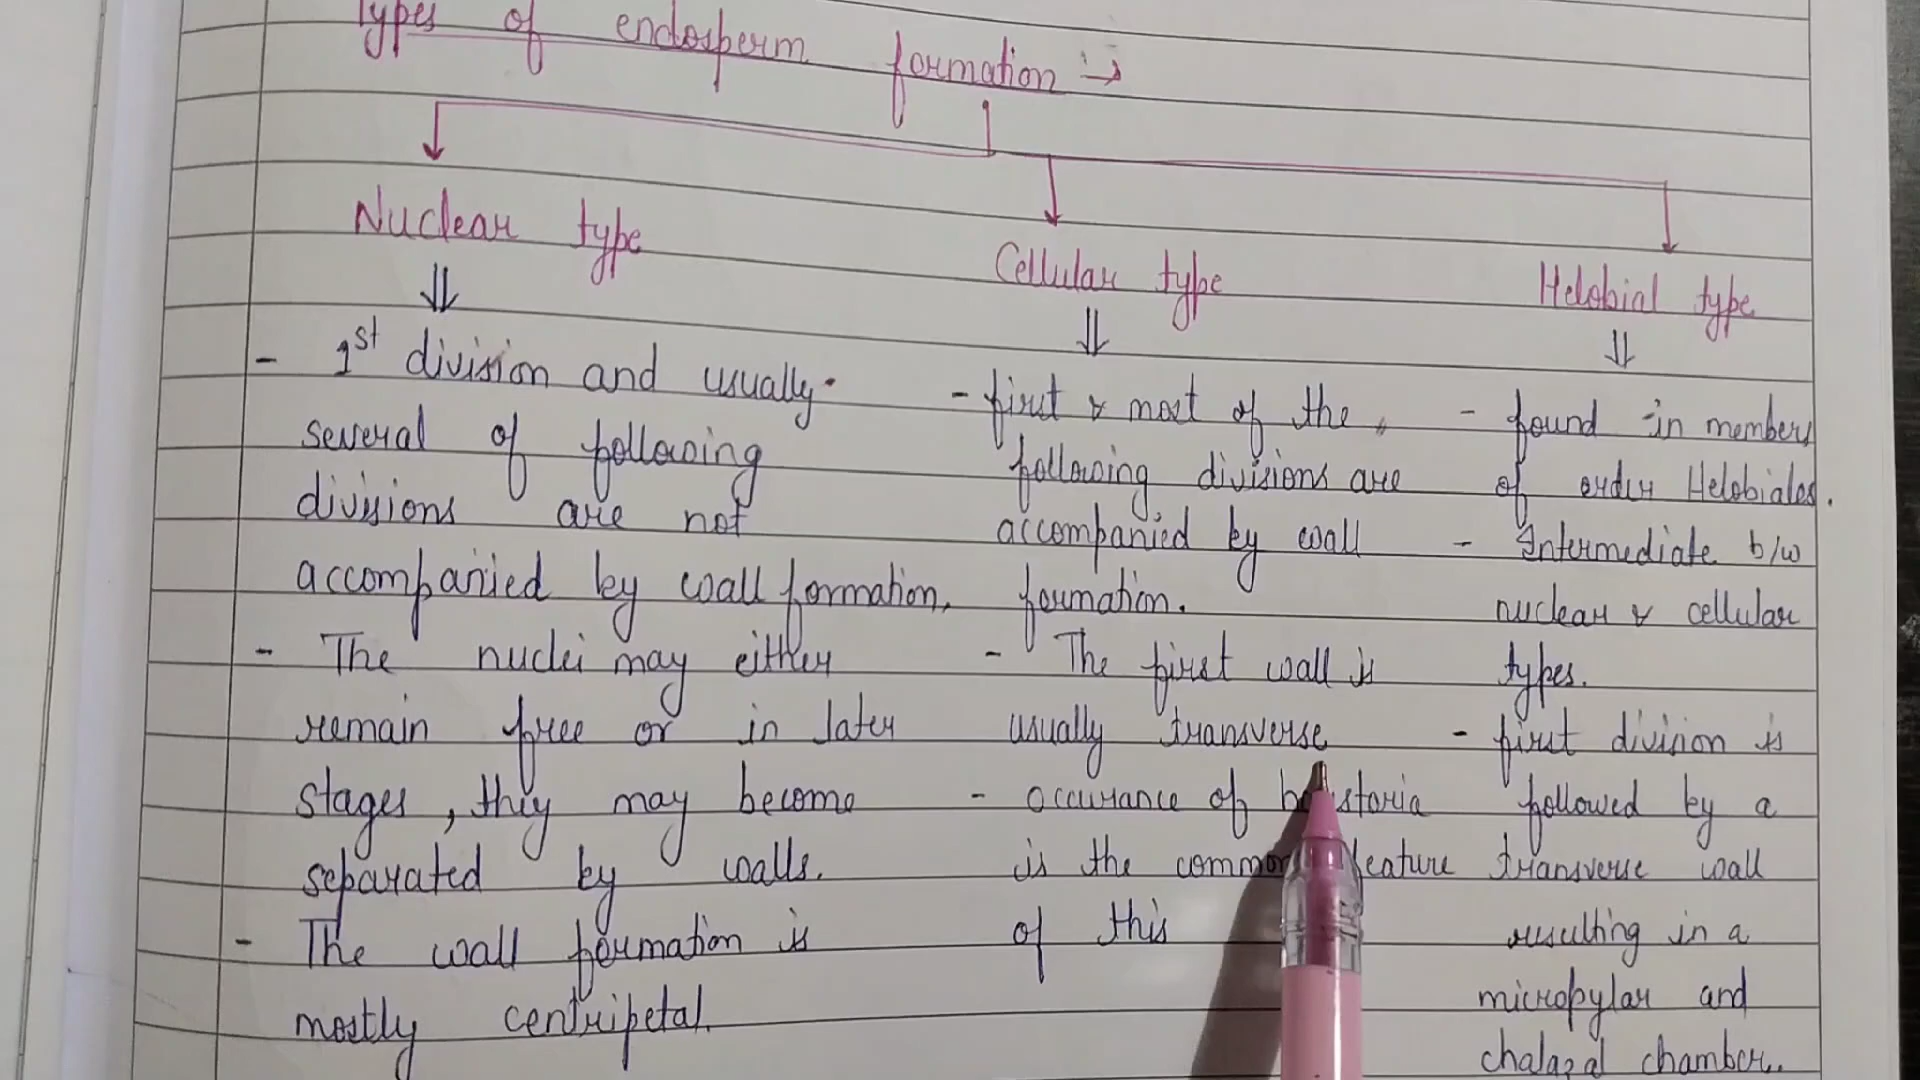 Types of endosperm formation :→
Nuclear type
- 1st division and usually
several of following
divisions are not
accompanied by wall formation.
- The nuclei may either
remain free or in later
stages, they may become
separated by walls.
- The wall formation is
mostly centripetal.
Cellular type
- first & most of the
following divisions are
accompanied by wall
formation.
- The first wall is
usually transverse
- occurance of
is the common feature
of this
Helobial type
- found in members
of order Helobiales.
- Intermediate b/w
nuclear & cellular
types.
- first division is
followed by a
transverse wall
resulting in a
micropylar and
chalazal chamber.